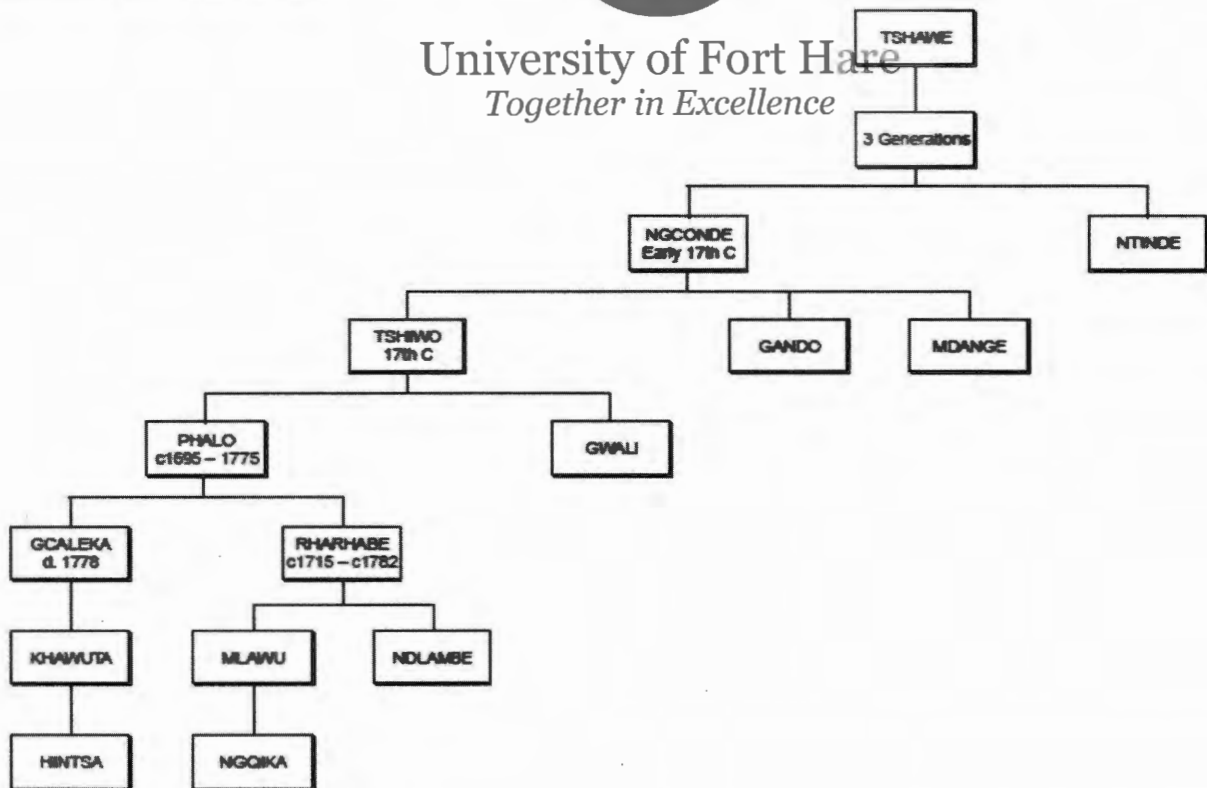 TSHAWE
University of Fort Hare
Together in Excellence
3 Generations
NGCONDE
Early 17th C
NTINDE
TSHIWO
17th C
GANDO
MDANGE
PHALO
c1695 – 1775
GWALI
GCALEKA
d. 1778
RHARHABE
c1715 – c1782
KHAWUTA
MLAWU
NDLAMBE
HINTSA
NGQIKA